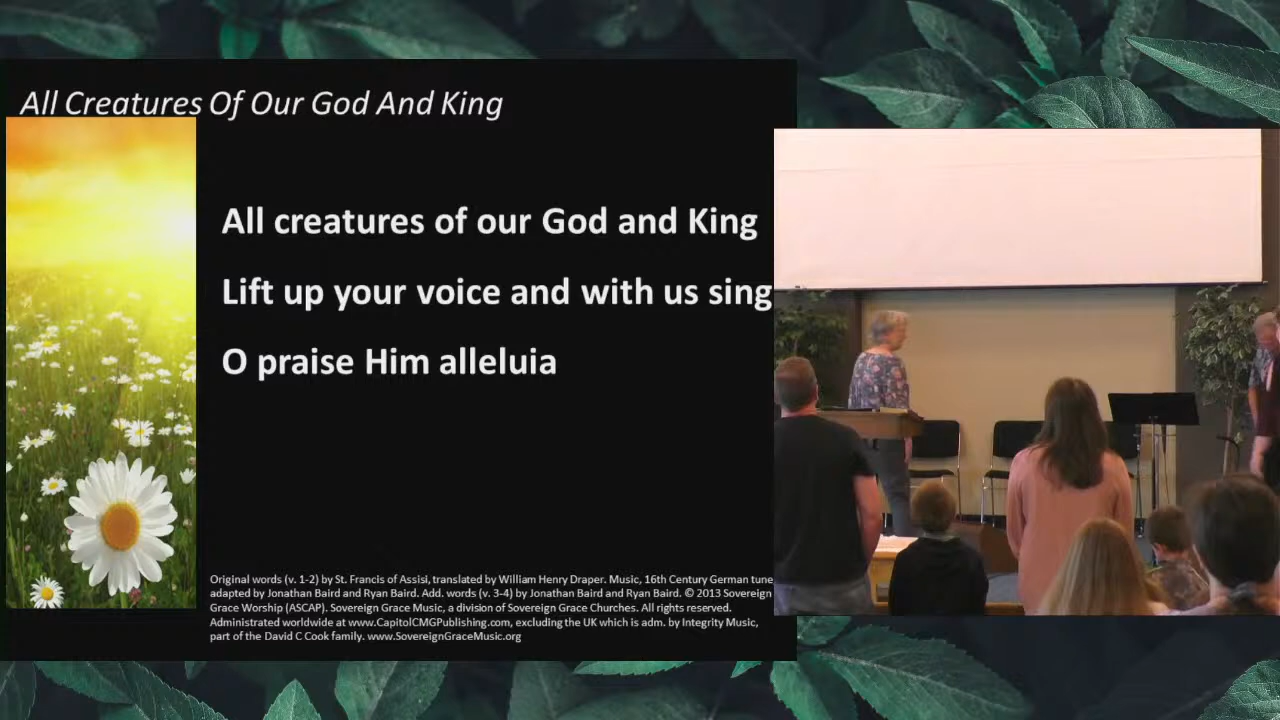 All Creatures Of Our God And King
All creatures of our God and King
Lift up your voice and with us sing
O praise Him alleluia
Original words (v. 1-2) by St. Francis of Assisi, translated by William Henry Draper. Music, 16th Century German tune
adapted by Jonathan Baird and Ryan Baird. Add. words (v. 3-4) by Jonathan Baird and Ryan Baird. © 2013 Sovereign
Grace Worship (ASCAP). Sovereign Grace Music, a division of Sovereign Grace Churches. All rights reserved.
Administrated worldwide at www.CapitolCMGPublishing.com, excluding the UK which is adm. by Integrity Music,
part of the David C Cook family. www.SovereignGraceMusic.org